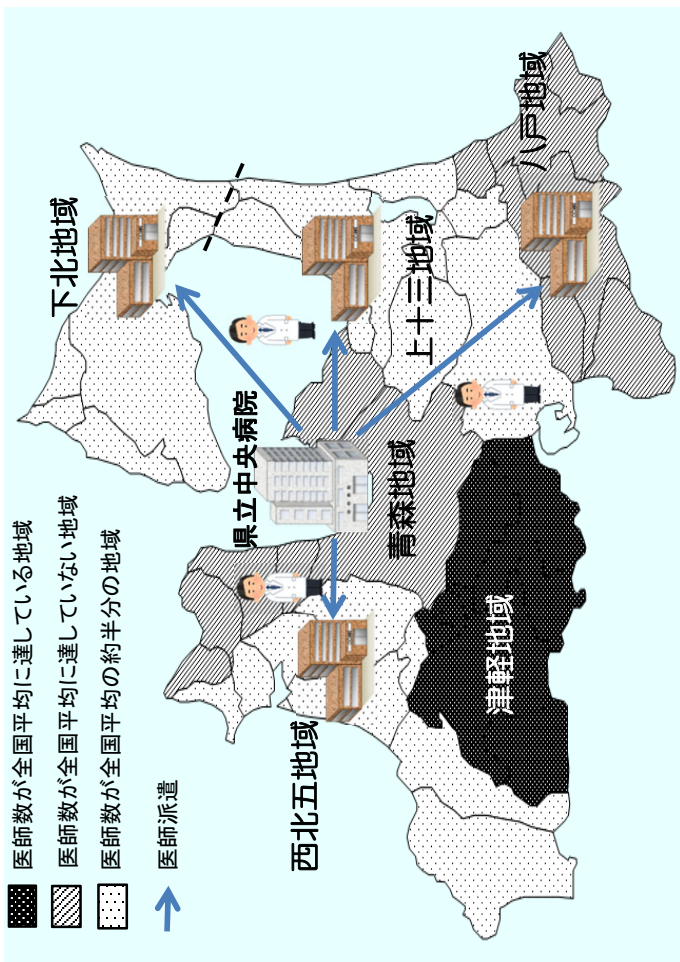 医師数が全国平均に達している地域
医師数が全国平均に達していない地域
医師数が全国平均の約半分の地域
医師派遣
下北地域
県立中央病院
西北五地域
青森地域
上十三地域
八戸地域
津軽地域